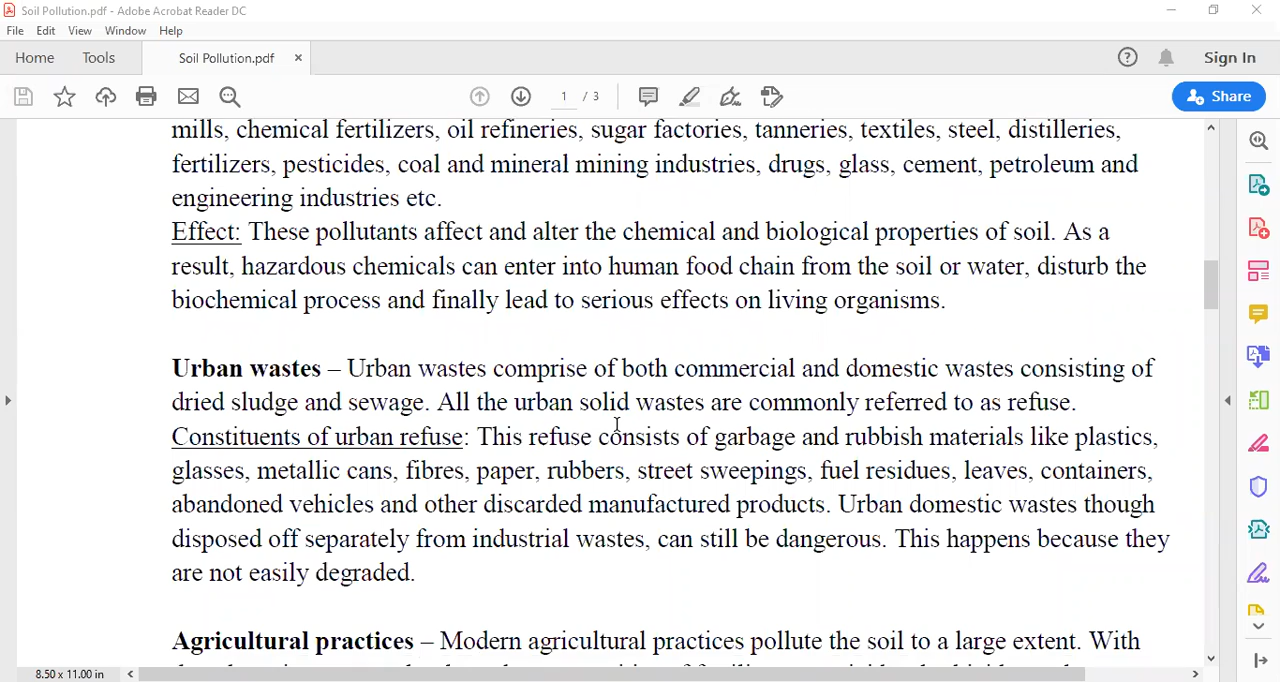 Soil Pollution.pdf - Adobe Acrobat Reader DC
File Edit View Window Help
Home Tools Soil Pollution.pdf × Sign In
1 / 3 Share
mills, chemical fertilizers, oil refineries, sugar factories, tanneries, textiles, steel, distilleries,
fertilizers, pesticides, coal and mineral mining industries, drugs, glass, cement, petroleum and
engineering industries etc.
Effect: These pollutants affect and alter the chemical and biological properties of soil. As a
result, hazardous chemicals can enter into human food chain from the soil or water, disturb the
biochemical process and finally lead to serious effects on living organisms.
Urban wastes – Urban wastes comprise of both commercial and domestic wastes consisting of
dried sludge and sewage. All the urban solid wastes are commonly referred to as refuse.
Constituents of urban refuse: This refuse consists of garbage and rubbish materials like plastics,
glasses, metallic cans, fibres, paper, rubbers, street sweepings, fuel residues, leaves, containers,
abandoned vehicles and other discarded manufactured products. Urban domestic wastes though
disposed off separately from industrial wastes, can still be dangerous. This happens because they
are not easily degraded.
Agricultural practices – Modern agricultural practices pollute the soil to a large extent. With
8.50 x 11.00 in